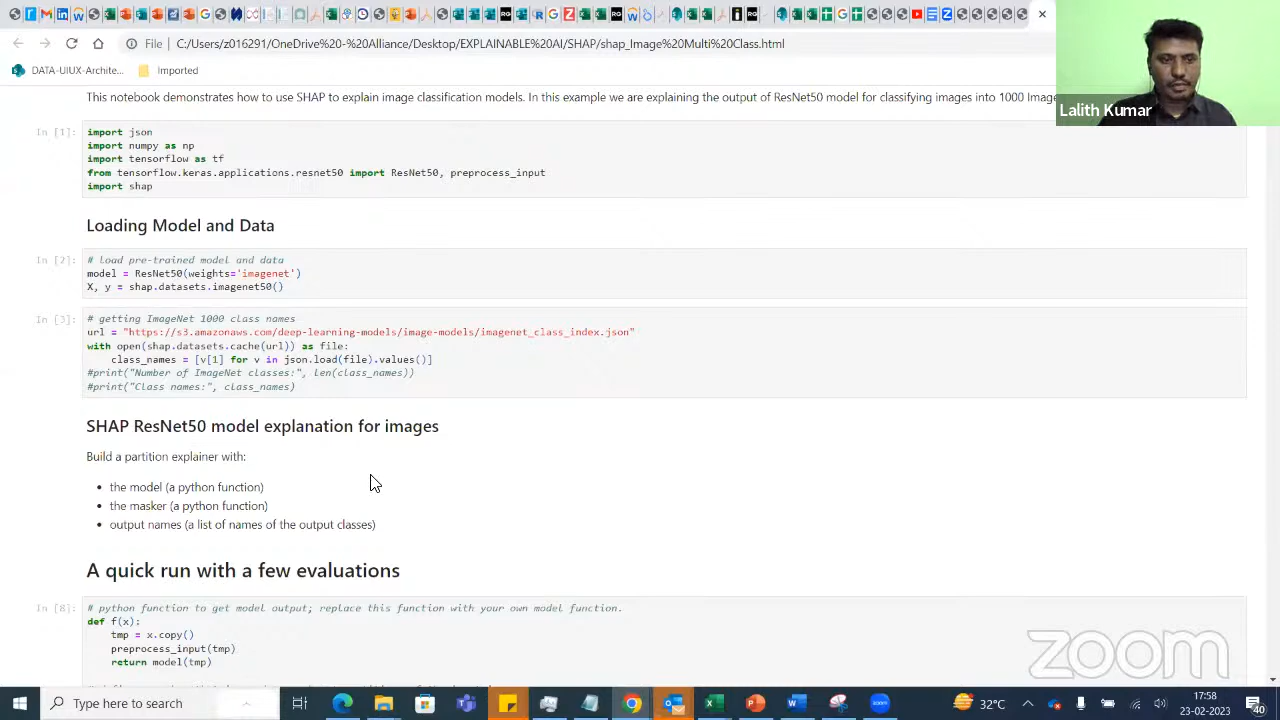 File C:/Users/z016291/OneDrive%20-%20Alliance/Desktop/EXPLAINABLE%20AI/SHAP/shap_Image%20Multi%20Class.html
DATA-UIUX-Archite... Imported
This notebook demonstrates how to use SHAP to explain image classification models. In this example we are explaining the output of ResNet50 model for classifying images into 1000 Image
Lalith Kumar
In [1]:
import json
import numpy as np
import tensorflow as tf
from tensorflow.keras.applications.resnet50 import ResNet50, preprocess_input
import shap
Loading Model and Data
In [2]:
# load pre-trained model and data
model = ResNet50(weights='imagenet')
X, y = shap.datasets.imagenet50()
In [3]:
# getting ImageNet 1000 class names
url = "https://s3.amazonaws.com/deep-learning-models/image-models/imagenet_class_index.json"
with open(shap.datasets.cache(url)) as file:
class_names = [v[1] for v in json.load(file).values()]
#print("Number of ImageNet classes:", len(class_names))
#print("Class names:", class_names)
SHAP ResNet50 model explanation for images
Build a partition explainer with:
• the model (a python function)
• the masker (a python function)
• output names (a list of names of the output classes)
A quick run with a few evaluations
In [8]:
# python function to get model output; replace this function with your own model function.
def f(x):
tmp = x.copy()
preprocess_input(tmp)
return model(tmp)
zoom
Type here to search
32°C
17:58
23-02-2023
40